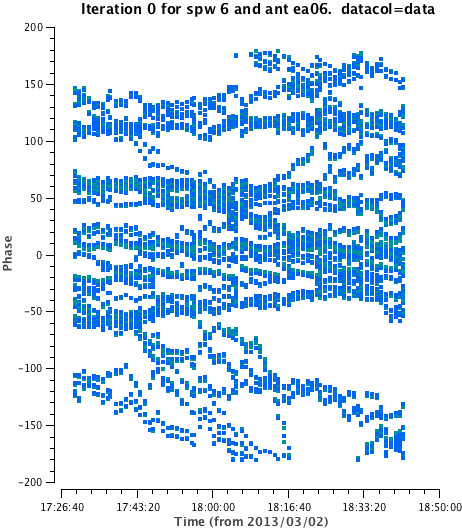 Iteration 0 for spw 6 and ant ea06.  datacol=data
200
150
100
50
0
-50
-100
-150
-200
Phase
17:26:40 17:43:20 18:00:00 18:16:40 18:33:20 18:50:00
Time (from 2013/03/02)